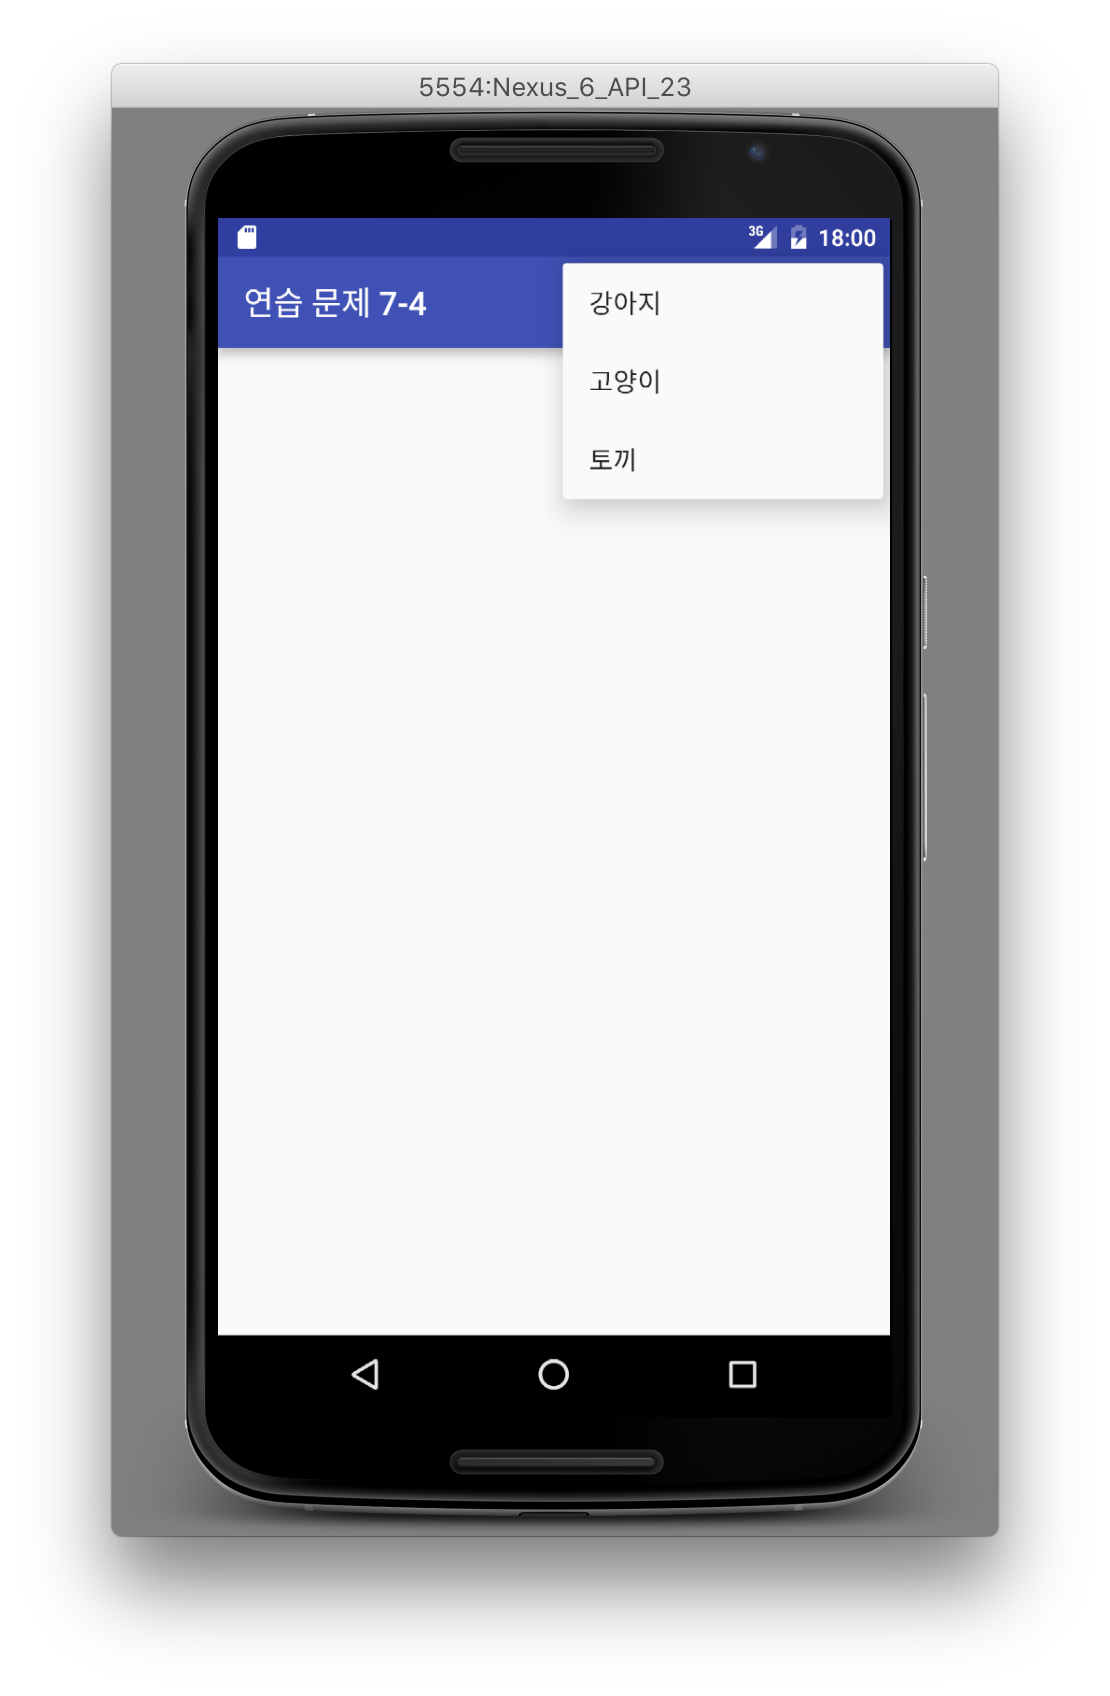 5554:Nexus_6_API_23
3G 18:00
연습 문제 7-4
강아지
고양이
토끼